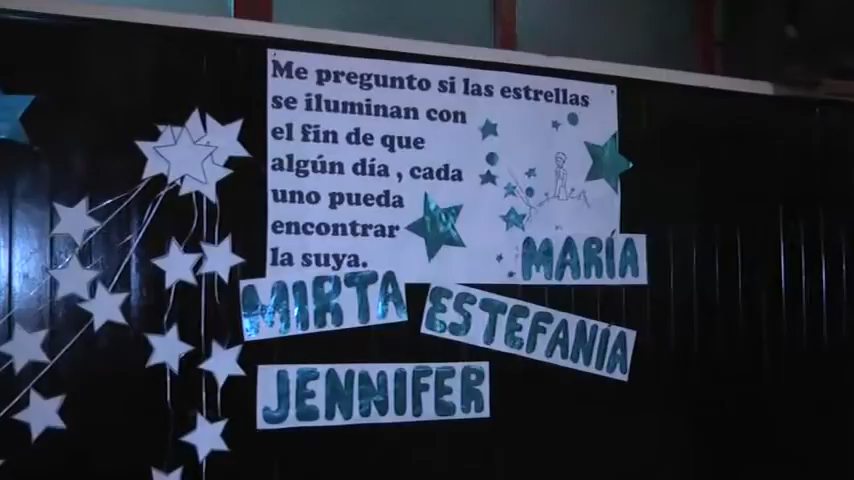 Me pregunto si las estrellas
se iluminan con
el fin de que
algún día , cada
uno pueda
encontrar
la suya.
MARÍA
MIRTA
ESTEFANÍA
JENNIFER